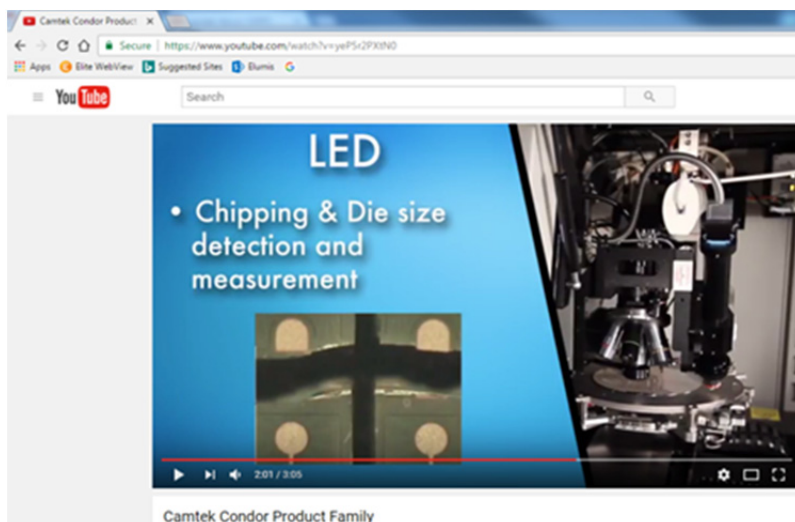 Camtek Condor Product
Secure | https://www.youtube.com/watch?v=yeP5r2PXtN0
Apps Elite WebView Suggested Sites Elumis
YouTube
Search
LED
• Chipping & Die size
detection and
measurement
2:01 / 3:05
Camtek Condor Product Family